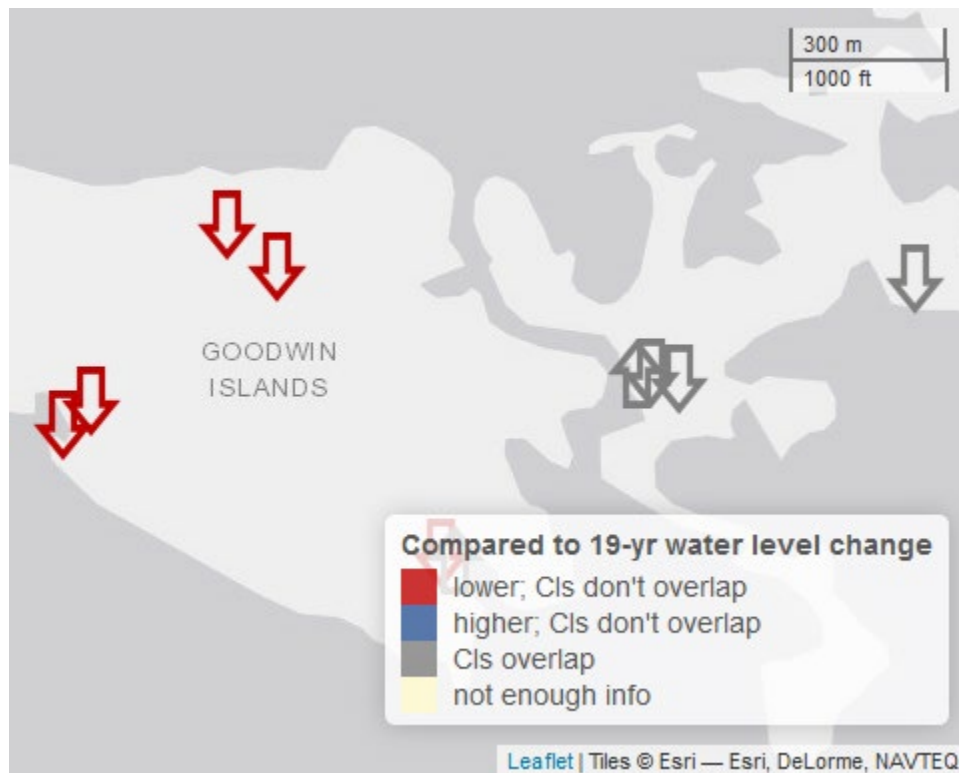 300 m
1000 ft
GOODWIN
ISLANDS
Compared to 19-yr water level change
lower; CIs don't overlap
higher; CIs don't overlap
CIs overlap
not enough info
Leaflet | Tiles © Esri — Esri, DeLorme, NAVTEQ